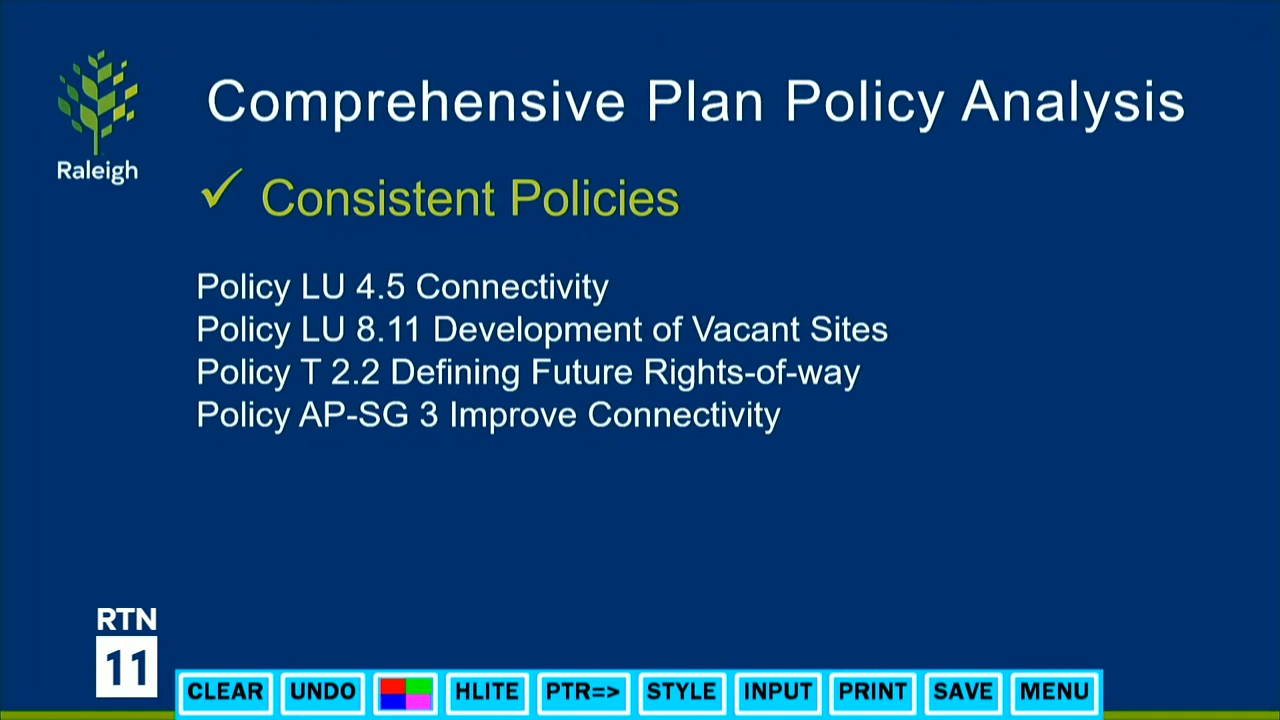 Comprehensive Plan Policy Analysis
Raleigh
✓ Consistent Policies
Policy LU 4.5 Connectivity
Policy LU 8.11 Development of Vacant Sites
Policy T 2.2 Defining Future Rights-of-way
Policy AP-SG 3 Improve Connectivity
RTN
11
CLEAR UNDO HLITE PTR=> STYLE INPUT PRINT SAVE MENU